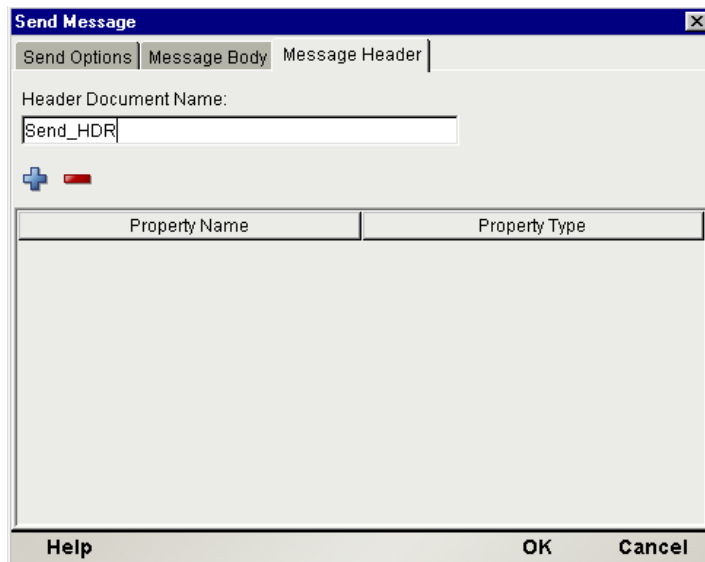 Send Message
Send Options Message Body Message Header
Header Document Name:
Send_HDR
Property Name Property Type
Help OK Cancel